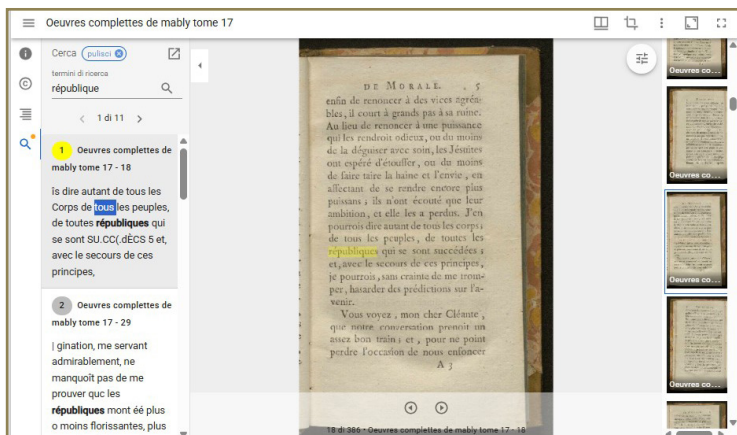 Oeuvres completes de mably tome 17
Cerca
pulisci
termini di ricerca
république
1 di 11
1 Oeuvres completes de
mably tome 17 - 18
is dire autant de tous les
Corps de tous les peuples,
de toutes républiques qui
se sont SU.CC(.dÈCS 5 et,
avec le secours de ces
principes,
2 Oeuvres completes de
mably tome 17 - 29
| gination, me servant
admirablement, ne
manquoît pas de me
prouver quc les
républiques mont éé plus
o moins florissantes, plus
DE MORALE. 5
enfin de renoncer à des vices agréa-
bles, il court à grands pas à sa ruine.
Au lieu de renoncer à une puissance
qui les rendroit odieux, ou du moins
de la déguiser avec soin, les Jésuites
ont espéré d'étouffer, ou du moins
de faire taire la haine et l'envie, en
affectant de se rendre encore plus
puissans ; ils n'ont écouté que leur
ambition, et elle les a perdus. J'en
pourrois dire autant de tous les corps ;
de tous les peuples, de toutes les
républiques qui se sont succédées ;
et, avec le secours de ces principes,
je pourrois, sans crainte de me trom-
per, hasarder des prédictions sur l'a-
venir.
Vous voyez, mon cher Cléante,
que notre conversation prenoit un
assez bon train ; et, pour ne point
perdre l'occasion de nous enfoncer
A 3
18 di 386 • Oeuvres completes de mably tome 17 - 18
Oeuvres co...
Oeuvres co...
Oeuvres co...
Oeuvres co...